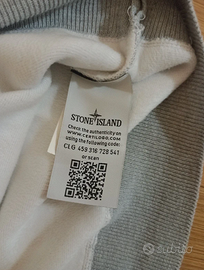 STONE ISLAND
Check the authenticity on
www.certilogo.com
using the following code:
CLG 459 316 728 541
or scan
subito